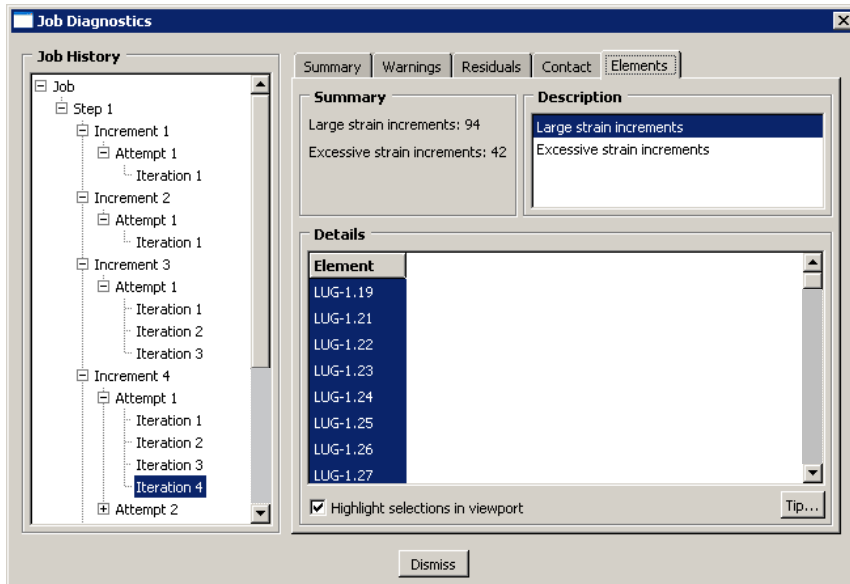 Job Diagnostics
Job History
Job
Step 1
Increment 1
Attempt 1
Iteration 1
Increment 2
Attempt 1
Iteration 1
Increment 3
Attempt 1
Iteration 1
Iteration 2
Iteration 3
Increment 4
Attempt 1
Iteration 1
Iteration 2
Iteration 3
Iteration 4
Attempt 2
Summary Warnings Residuals Contact Elements
Summary
Large strain increments: 94
Excessive strain increments: 42
Description
Large strain increments
Excessive strain increments
Details
Element
LUG-1.19
LUG-1.21
LUG-1.22
LUG-1.23
LUG-1.24
LUG-1.25
LUG-1.26
LUG-1.27
Highlight selections in viewport
Tip...
Dismiss